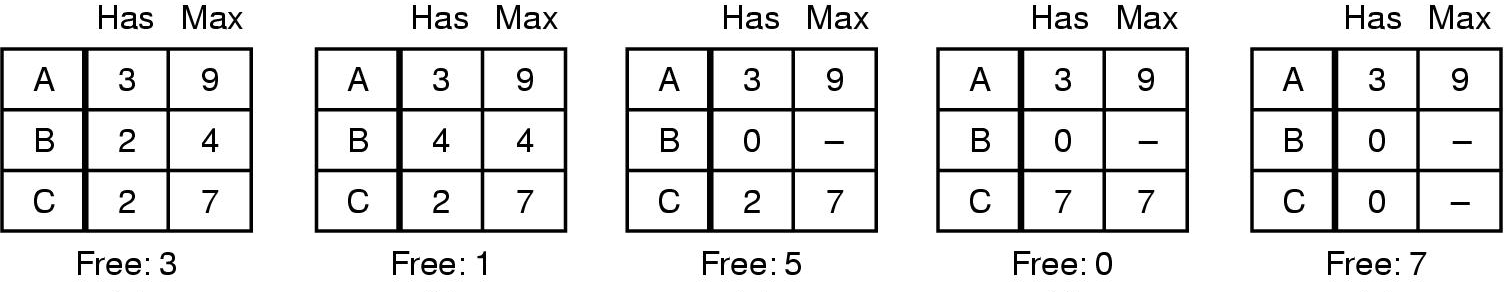 Has Max Has Max Has Max Has Max Has Max
A 3 9 A 3 9 A 3 9 A 3 9 A 3 9
B 2 4 B 4 4 B 0 – B 0 – B 0 –
C 2 7 C 2 7 C 2 7 C 7 7 C 0 –
Free: 3 Free: 1 Free: 5 Free: 0 Free: 7